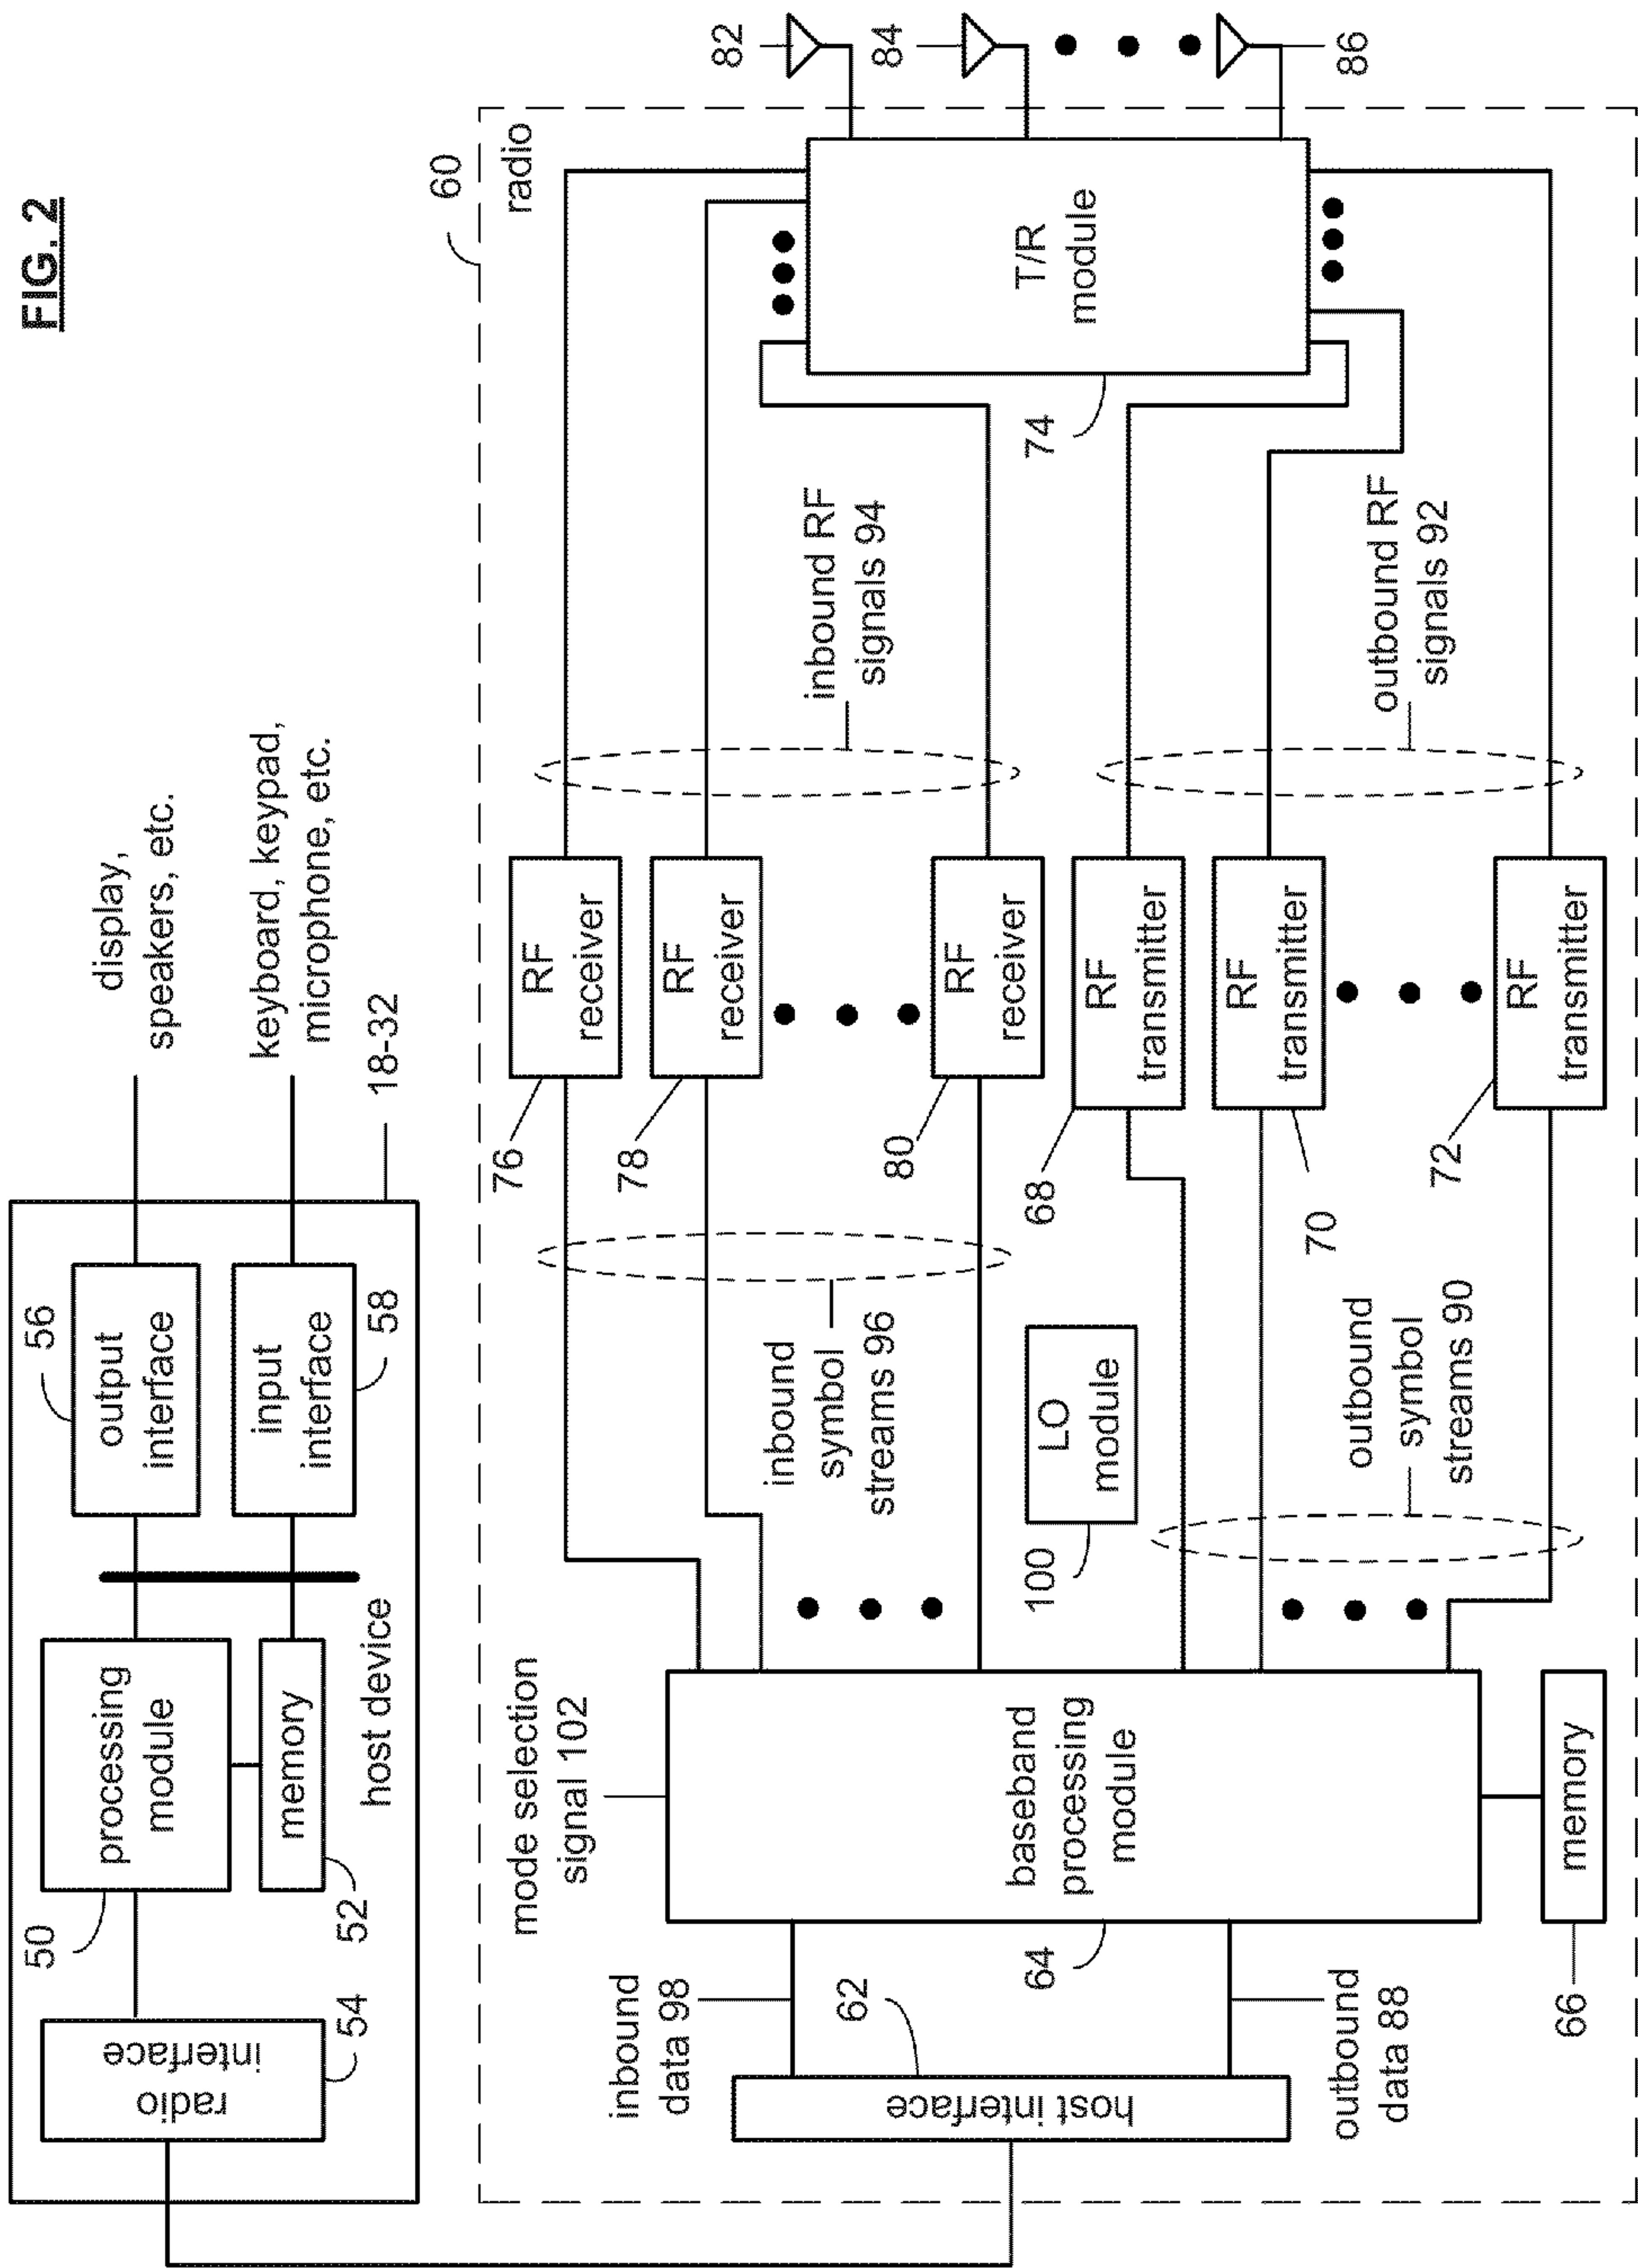 FIG. 2
display,
speakers, etc.
keyboard, keypad,
microphone, etc.
18-32
56
output
interface
input
interface
58
50
processing
module
memory
52
host device
radio
interface
54
60
radio
82
84
86
T/R
module
74
inbound RF
signals 94
outbound RF
signals 92
RF
receiver
76
RF
receiver
78
RF
receiver
80
RF
transmitter
68
RF
transmitter
70
RF
transmitter
72
inbound
symbol
streams 96
LO
module
100
outbound
symbol
streams 90
mode selection
signal 102
baseband
processing
module
64
memory
66
inbound
data 98
62
host interface
outbound
data 88